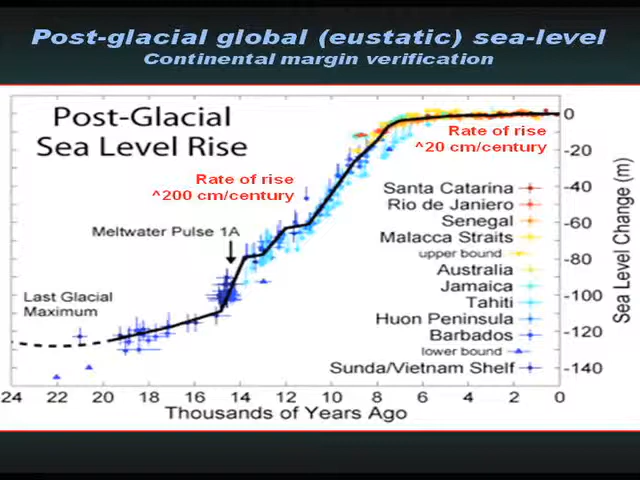 Post-glacial global (eustatic) sea-level
Continental margin verification
Post-Glacial
Sea Level Rise
Rate of rise
^20 cm/century
Rate of rise
^200 cm/century
Meltwater Pulse 1A
Last Glacial
Maximum
Santa Catarina
Rio de Janiero
Senegal
Malacca Straits
upper bound
Australia
Jamaica
Tahiti
Huon Peninsula
Barbados
lower bound
Sunda/Vietnam Shelf
0
-20
-40
-60
-80
-100
-120
-140
Sea Level Change (m)
24 22 20 18 16 14 12 10 8 6 4 2 0
Thousands of Years Ago